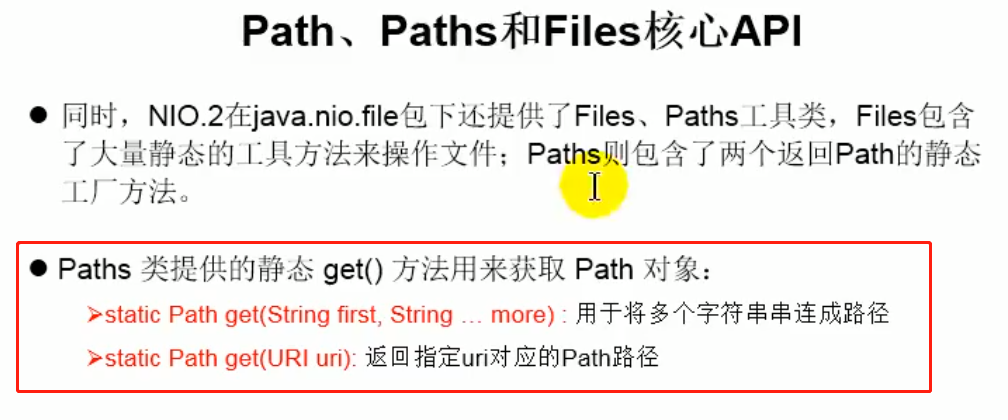 Path、Paths和Files核心API
● 同时，NIO.2在java.nio.file包下还提供了Files、Paths工具类，Files包含
了大量静态的工具方法来操作文件；Paths则包含了两个返回Path的静态
工厂方法。
● Paths 类提供的静态 get() 方法用来获取 Path 对象：
➢static Path get(String first, String … more) : 用于将多个字符串串连成路径
➢static Path get(URI uri): 返回指定uri对应的Path路径